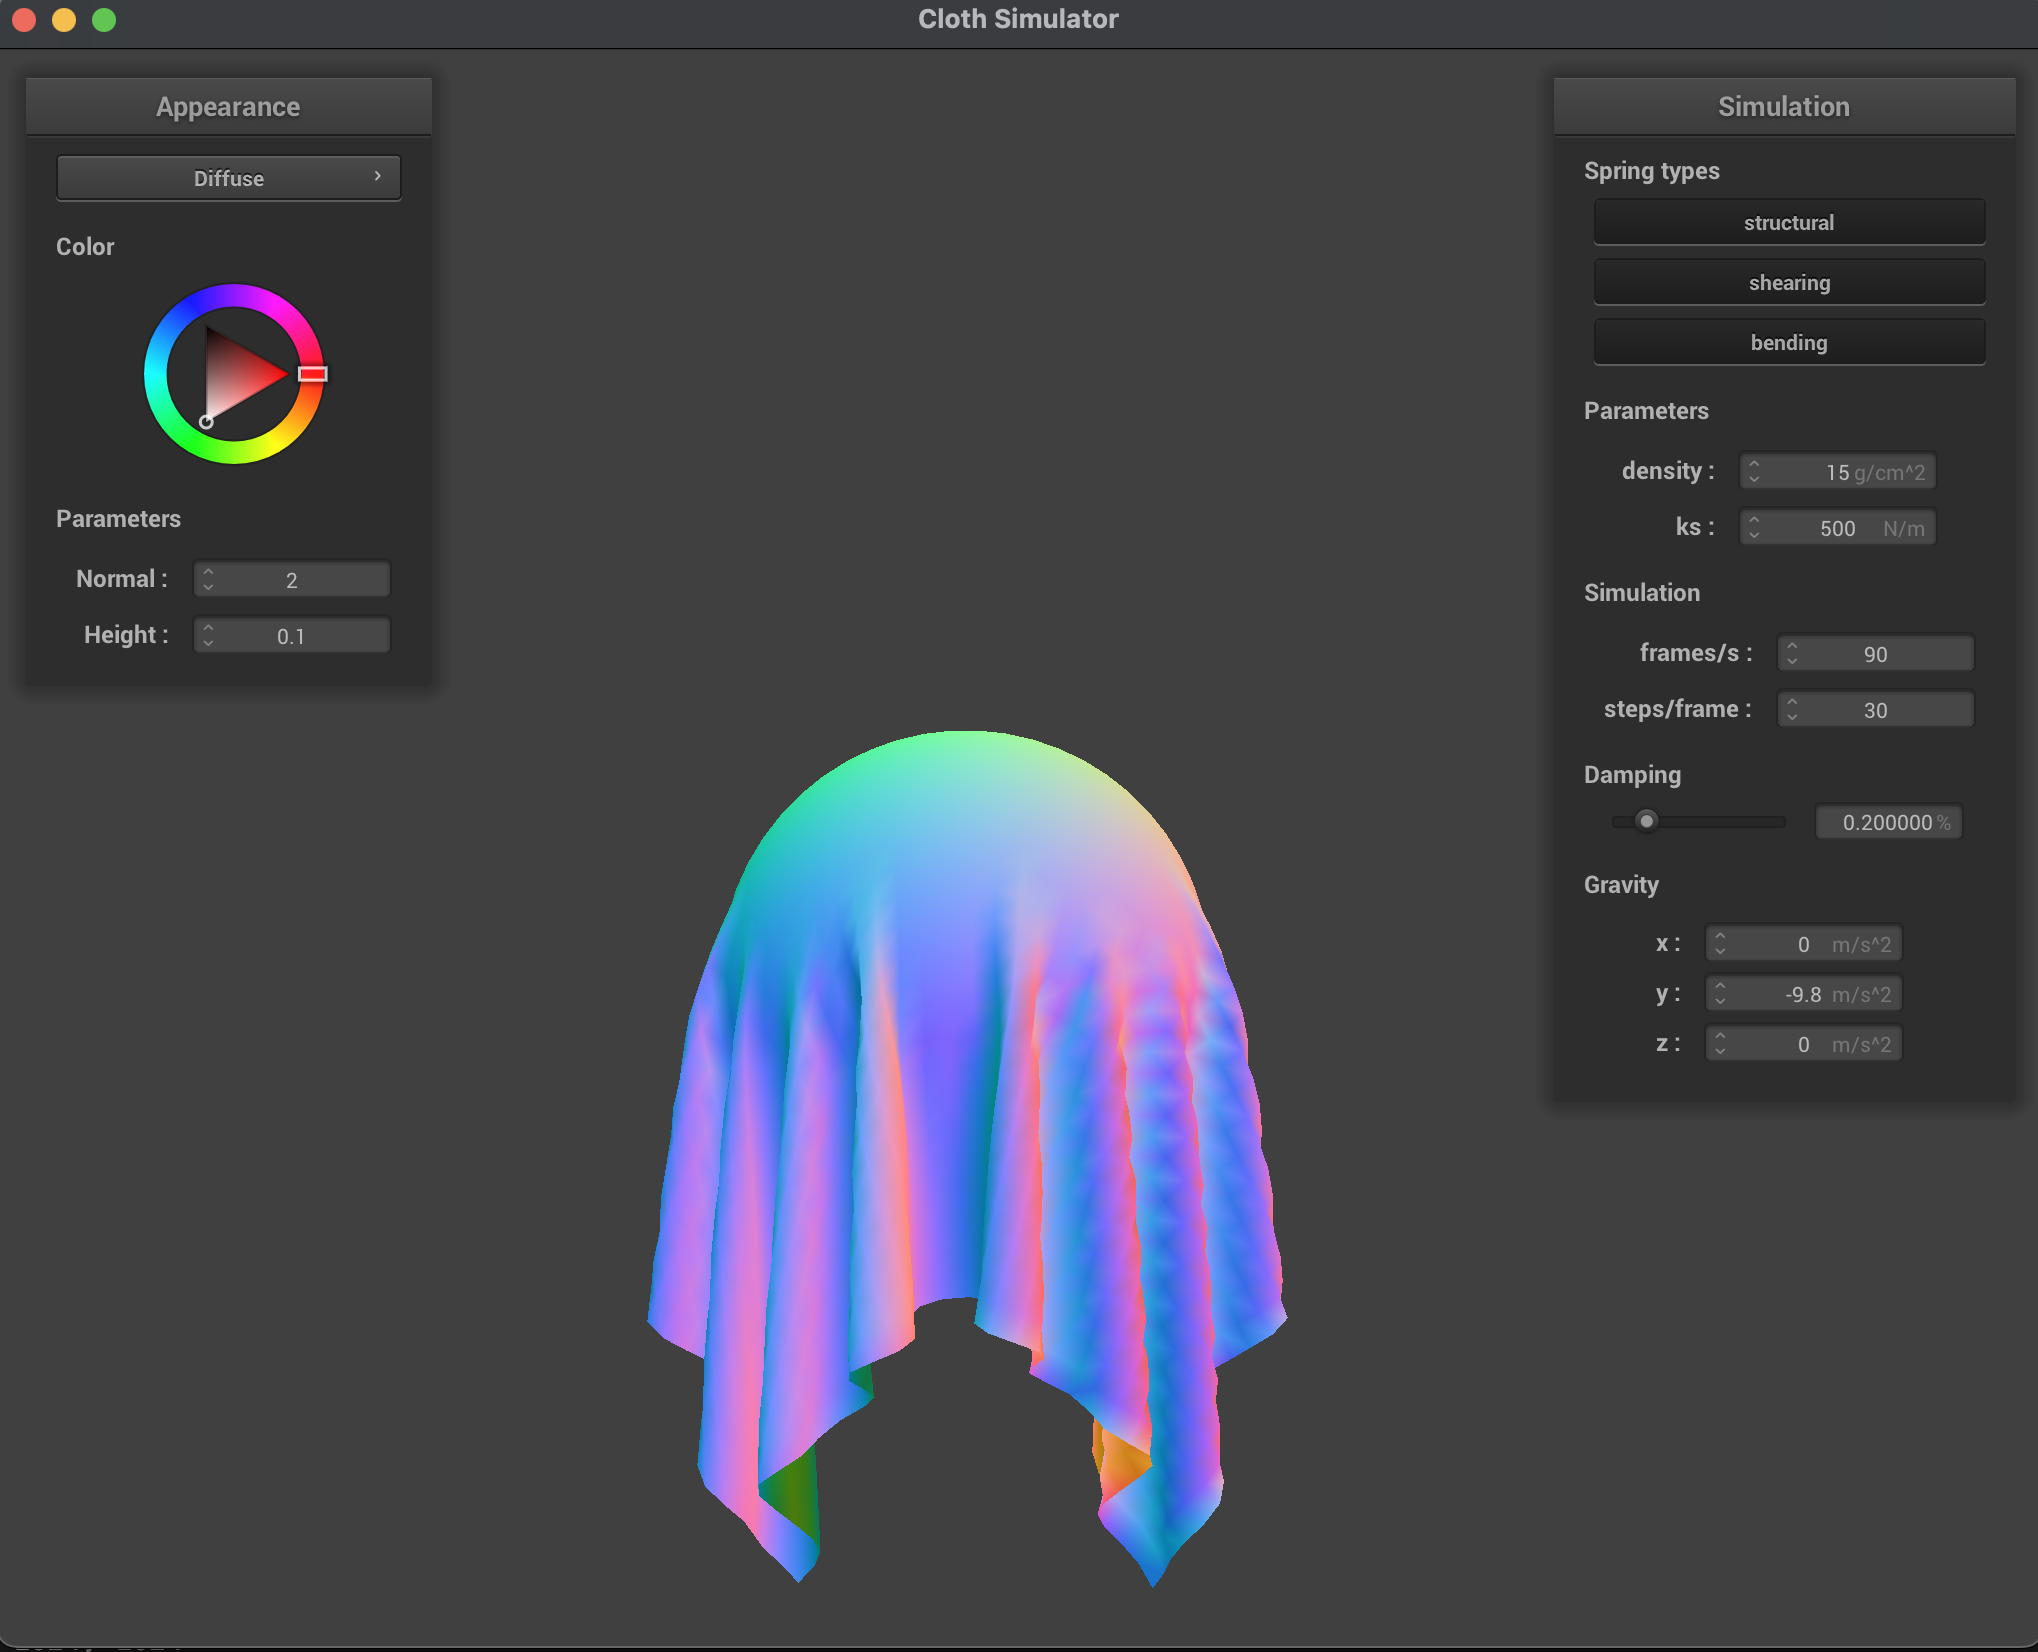 Cloth Simulator
Appearance
Diffuse
Color
Parameters
Normal : 2
Height : 0.1
Simulation
Spring types
structural
shearing
bending
Parameters
density : 15 g/cm^2
ks : 500 N/m
Simulation
frames/s : 90
steps/frame : 30
Damping
0.200000 %
Gravity
x : 0 m/s^2
y : -9.8 m/s^2
z : 0 m/s^2